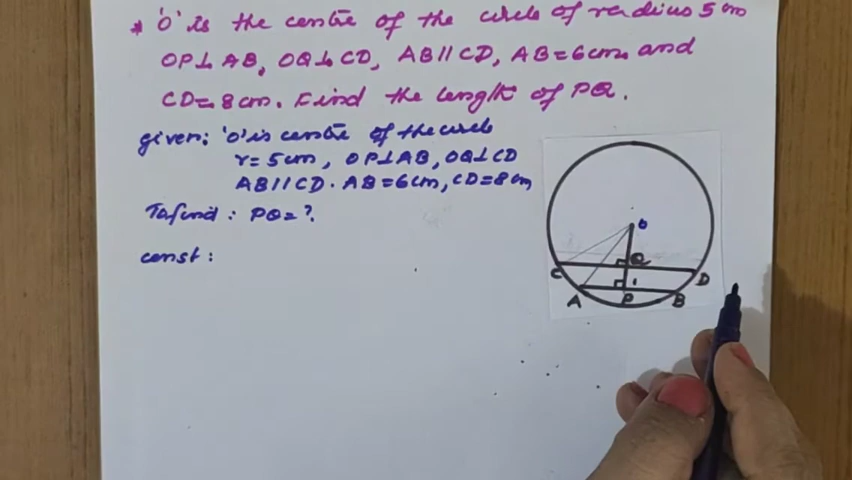 * 'O' is the centre of the circle of radius 5 cm
OP⊥AB, OQ⊥CD, AB//CD, AB=6cm and
CD=8cm. Find the length of PQ.
given: 'O' is centre of the circle
r=5cm, OP⊥AB, OQ⊥CD
AB//CD. AB=6cm, CD=8cm
To find: PQ=?
const:
O
C Q D
A P B